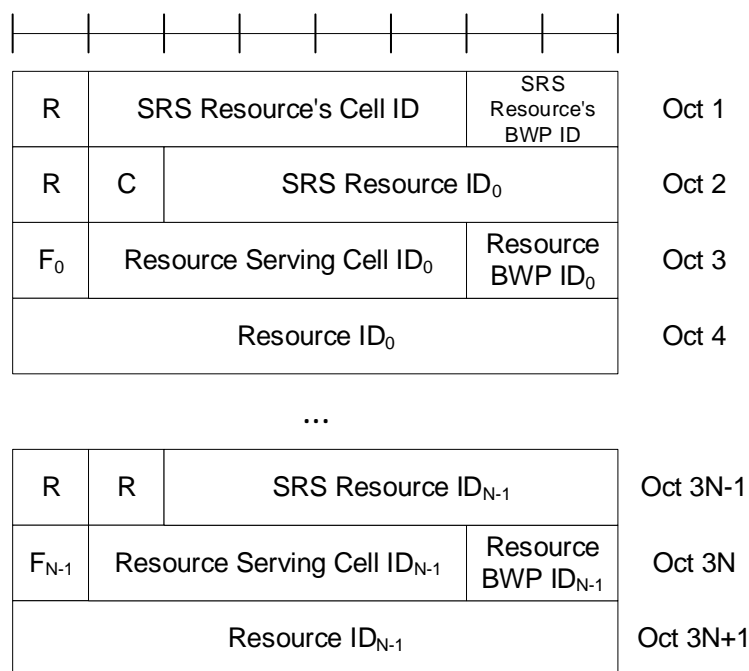 R SRS Resource's Cell ID SRS Resource's BWP ID Oct 1
R C SRS Resource ID₀ Oct 2
F₀ Resource Serving Cell ID₀ Resource BWP ID₀ Oct 3
Resource ID₀ Oct 4
...
R R SRS Resource IDN-1 Oct 3N-1
FN-1 Resource Serving Cell IDN-1 Resource BWP IDN-1 Oct 3N
Resource IDN-1 Oct 3N+1